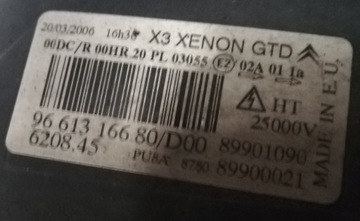 20/03/2006 16h38 X3 XENON GTD
00DC/R 00HR 20 PL 03055 E2 02A 01 1a
HT
25000V
96 613 166.80/D00 89901090
6208.45 PU8A 8780 89900021
MADE IN E.U.